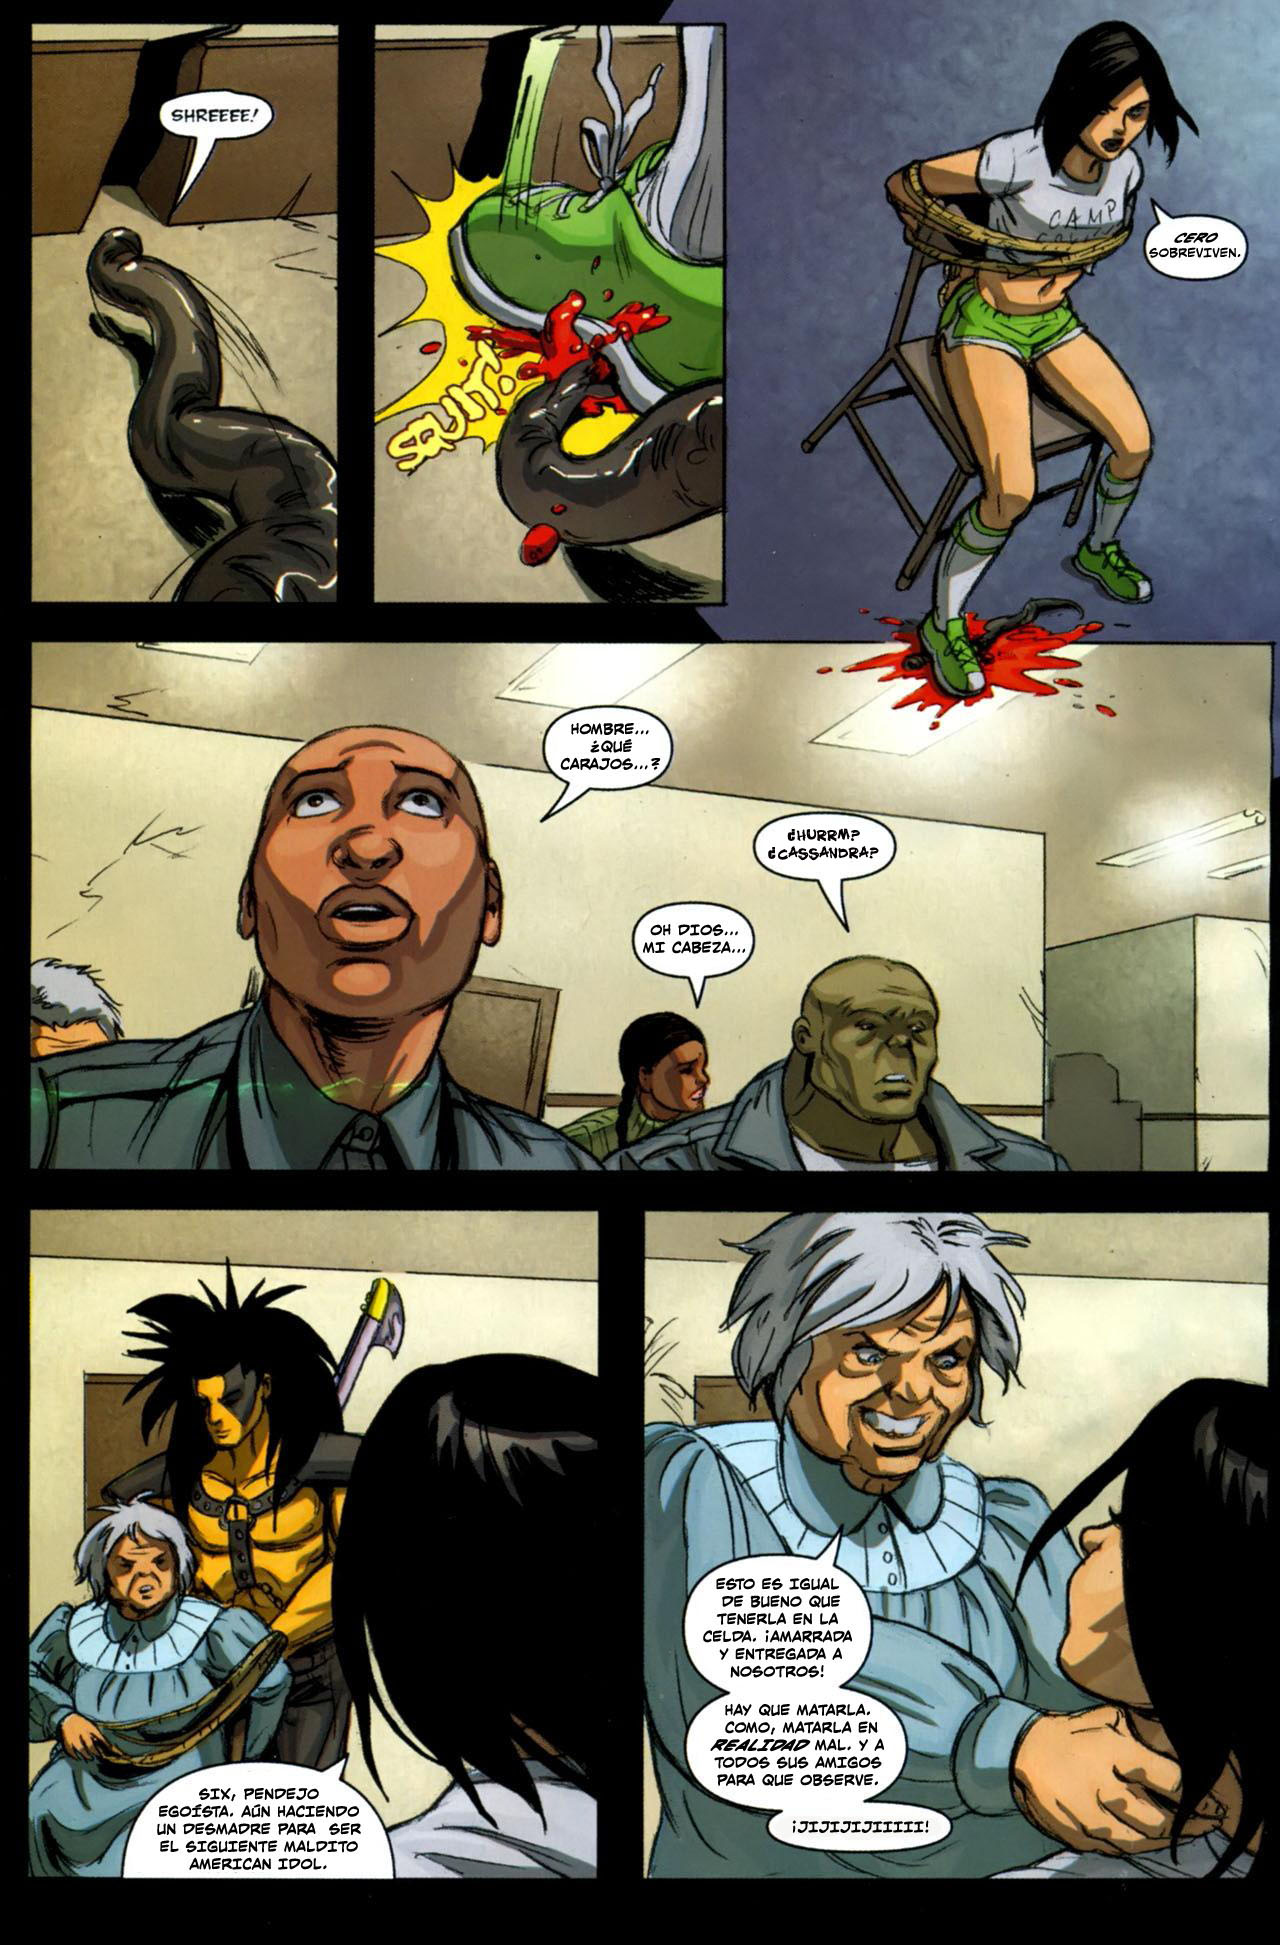 SHREEEE!
SQUIT!
CAMP
CERO
SOBREVIVEN.
HOMBRE...
¿QUÉ
CARAJOS...?
¿HURRM?
¿CASSANDRA?
OH DIOS...
MI CABEZA...
SIX, PENDEJO
EGOÍSTA. AÚN HACIENDO
UN DESMADRE PARA SER
EL SIGUIENTE MALDITO
AMERICAN IDOL.
ESTO ES IGUAL
DE BUENO QUE
TENERLA EN LA
CELDA. ¡AMARRADA
Y ENTREGADA A
NOSOTROS!
HAY QUE MATARLA.
COMO, MATARLA EN
REALIDAD MAL. Y A
TODOS SUS AMIGOS
PARA QUE OBSERVE.
¡JIJIJIJIIIII!